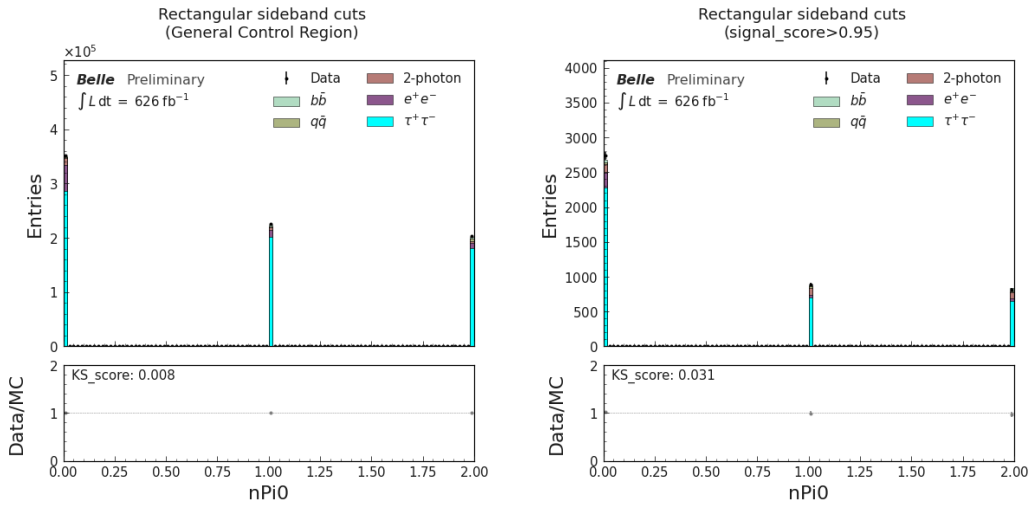 Rectangular sideband cuts
(General Control Region)
×10⁵
Belle Preliminary
∫ L dt = 626 fb⁻¹
Data
bb̄
qq̄
2-photon
e⁺e⁻
τ⁺τ⁻
Entries
5
4
3
2
1
0
KS_score: 0.008
Data/MC
2
1
0
0.00 0.25 0.50 0.75 1.00 1.25 1.50 1.75 2.00
nPi0
Rectangular sideband cuts
(signal_score>0.95)
Belle Preliminary
∫ L dt = 626 fb⁻¹
Data
bb̄
qq̄
2-photon
e⁺e⁻
τ⁺τ⁻
Entries
4000
3500
3000
2500
2000
1500
1000
500
0
KS_score: 0.031
Data/MC
2
1
0
0.00 0.25 0.50 0.75 1.00 1.25 1.50 1.75 2.00
nPi0